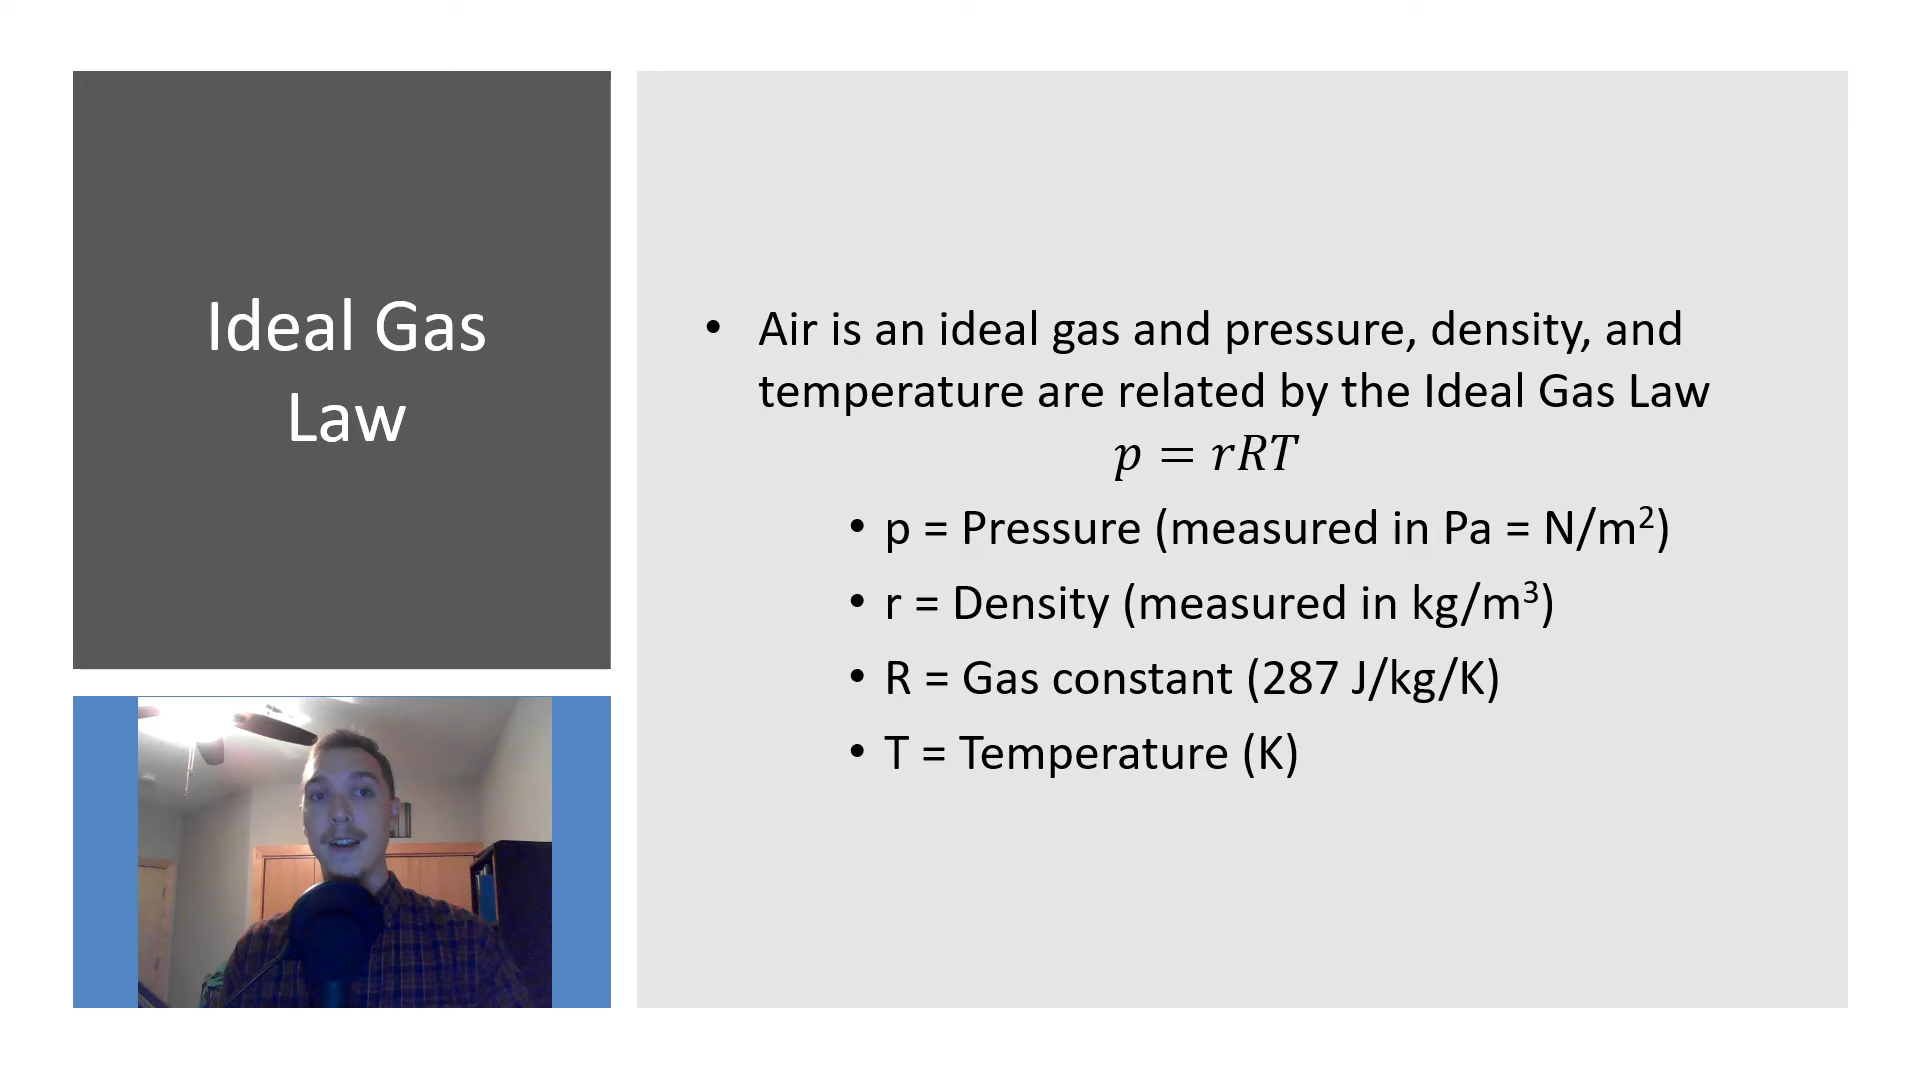 Ideal Gas
Law
• Air is an ideal gas and pressure, density, and
temperature are related by the Ideal Gas Law
p = rRT
• p = Pressure (measured in Pa = N/m²)
• r = Density (measured in kg/m³)
• R = Gas constant (287 J/kg/K)
• T = Temperature (K)